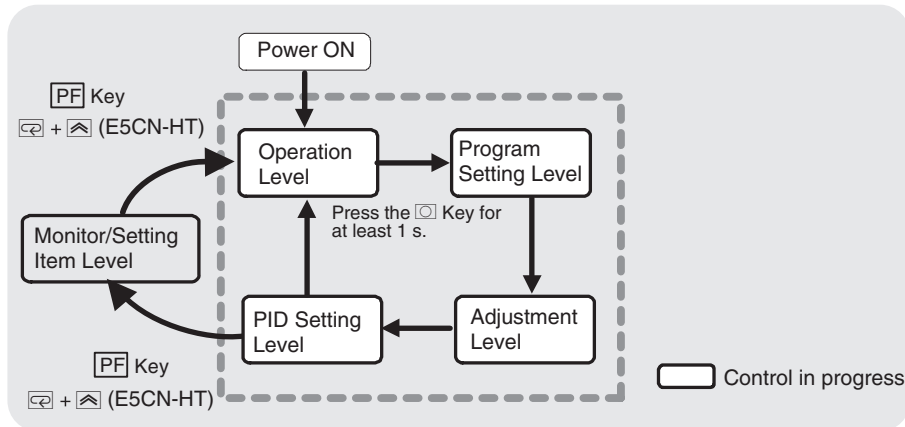 Power ON
PF Key
+ (E5CN-HT)
Operation
Level
Program
Setting Level
Press the Key for
at least 1 s.
Monitor/Setting
Item Level
PID Setting
Level
Adjustment
Level
PF Key
+ (E5CN-HT)
Control in progress